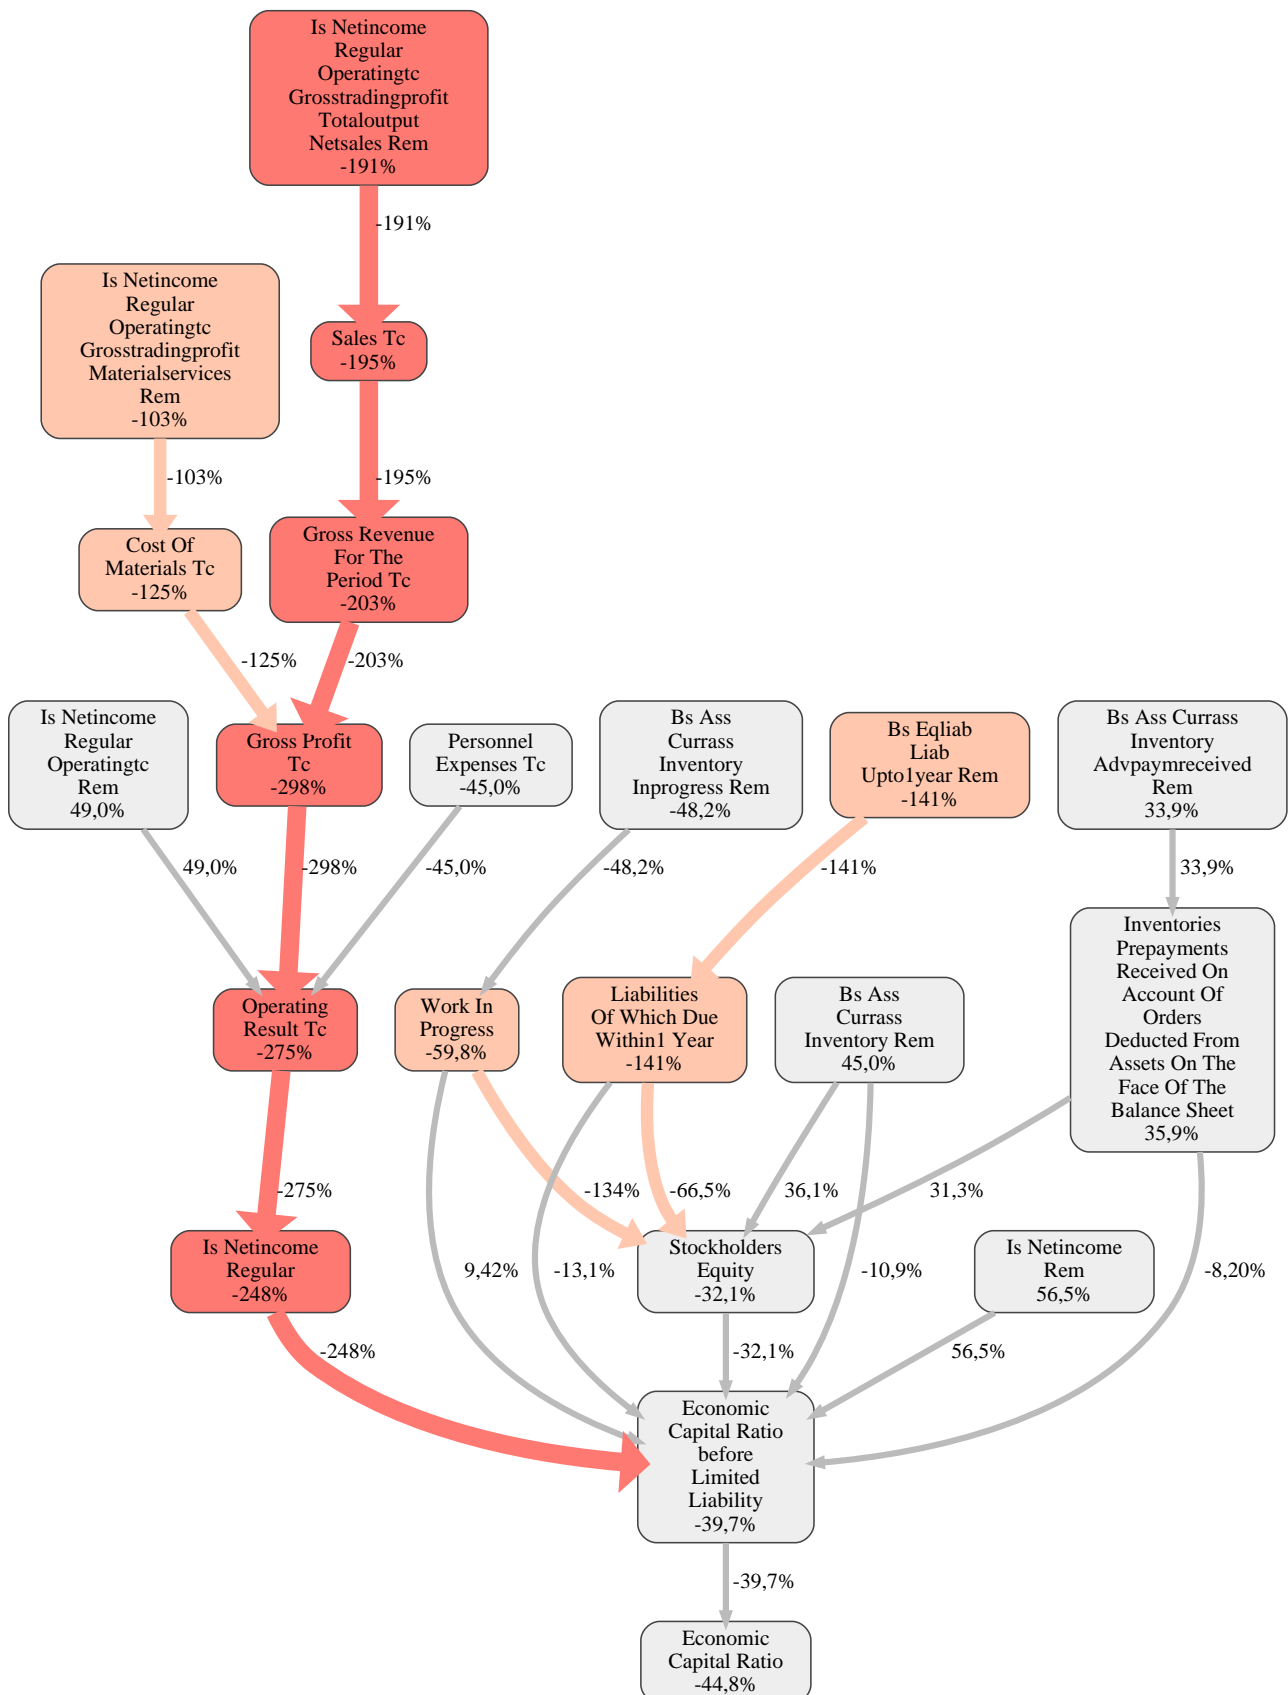 Is Netincome
Regular
Operatingtc
Grosstradingprofit
Totaloutput
Netsales Rem
-191%
-191%
Is Netincome
Regular
Operatingtc
Grosstradingprofit
Materialservices
Rem
-103%
Sales Tc
-195%
-103%
-195%
Cost Of
Materials Tc
-125%
Gross Revenue
For The
Period Tc
-203%
-125%
-203%
Is Netincome
Regular
Operatingtc
Rem
49,0%
Gross Profit
Tc
-298%
Personnel
Expenses Tc
-45,0%
Bs Ass
Currass
Inventory
Inprogress Rem
-48,2%
Bs Eqliab
Liab
Upto1year Rem
-141%
Bs Ass Currass
Inventory
Advpaymreceived
Rem
33,9%
49,0%
-298%
-45,0%
-48,2%
-141%
33,9%
Operating
Result Tc
-275%
Work In
Progress
-59,8%
Liabilities
Of Which Due
Within1 Year
-141%
Bs Ass
Currass
Inventory Rem
45,0%
Inventories
Prepayments
Received On
Account Of
Orders
Deducted From
Assets On The
Face Of The
Balance Sheet
35,9%
-275%
-134%
-66,5%
36,1%
31,3%
Is Netincome
Regular
-248%
9,42%
-13,1%
Stockholders
Equity
-32,1%
-10,9%
Is Netincome
Rem
56,5%
-8,20%
-248%
-32,1%
56,5%
Economic
Capital Ratio
before
Limited
Liability
-39,7%
-39,7%
Economic
Capital Ratio
-44,8%